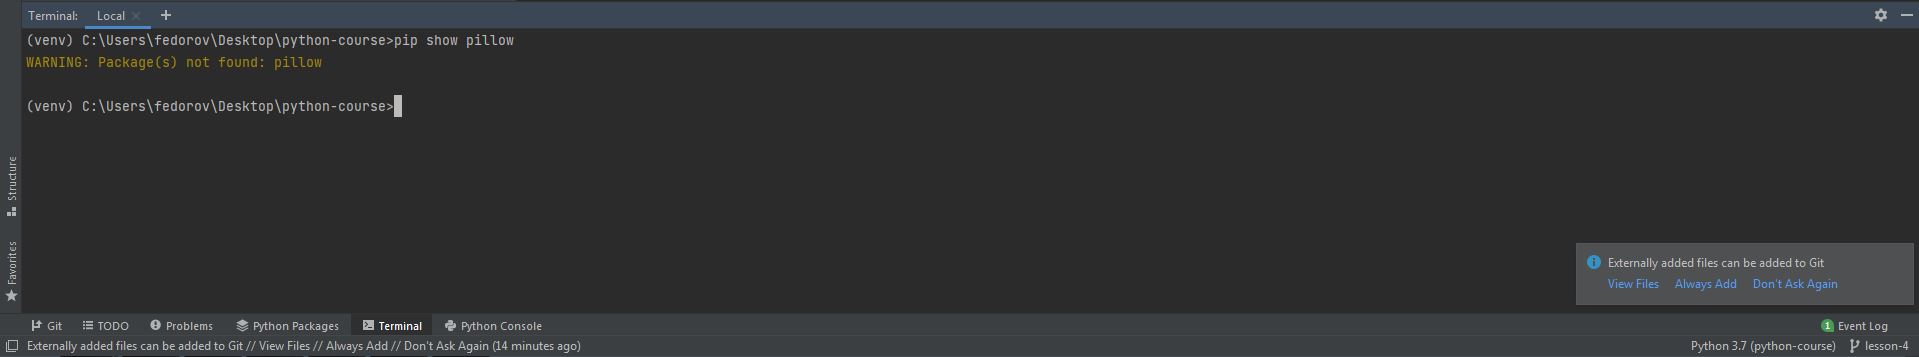 Terminal: Local × +
(venv) C:\Users\fedorov\Desktop\python-course>pip show pillow
WARNING: Package(s) not found: pillow
(venv) C:\Users\fedorov\Desktop\python-course>
Structure
Favorites
Externally added files can be added to Git
View Files Always Add Don't Ask Again
Git TODO Problems Python Packages Terminal Python Console 1 Event Log
Externally added files can be added to Git // View Files // Always Add // Don't Ask Again (14 minutes ago) Python 3.7 (python-course) lesson-4